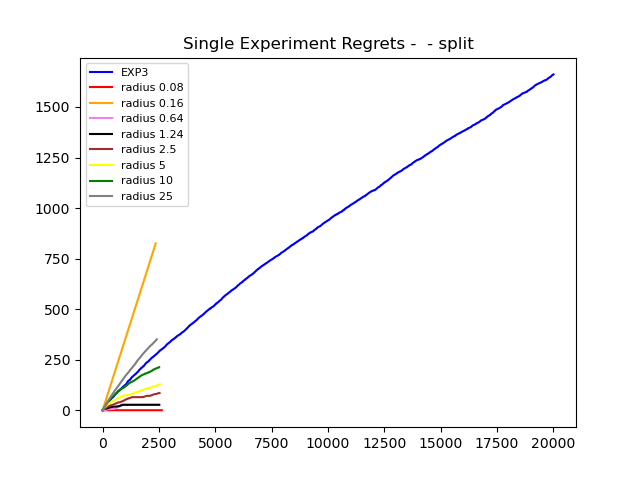 Single Experiment Regrets -  - split
EXP3
radius 0.08
radius 0.16
radius 0.64
radius 1.24
radius 2.5
radius 5
radius 10
radius 25
1500
1250
1000
750
500
250
0
0 2500 5000 7500 10000 12500 15000 17500 20000